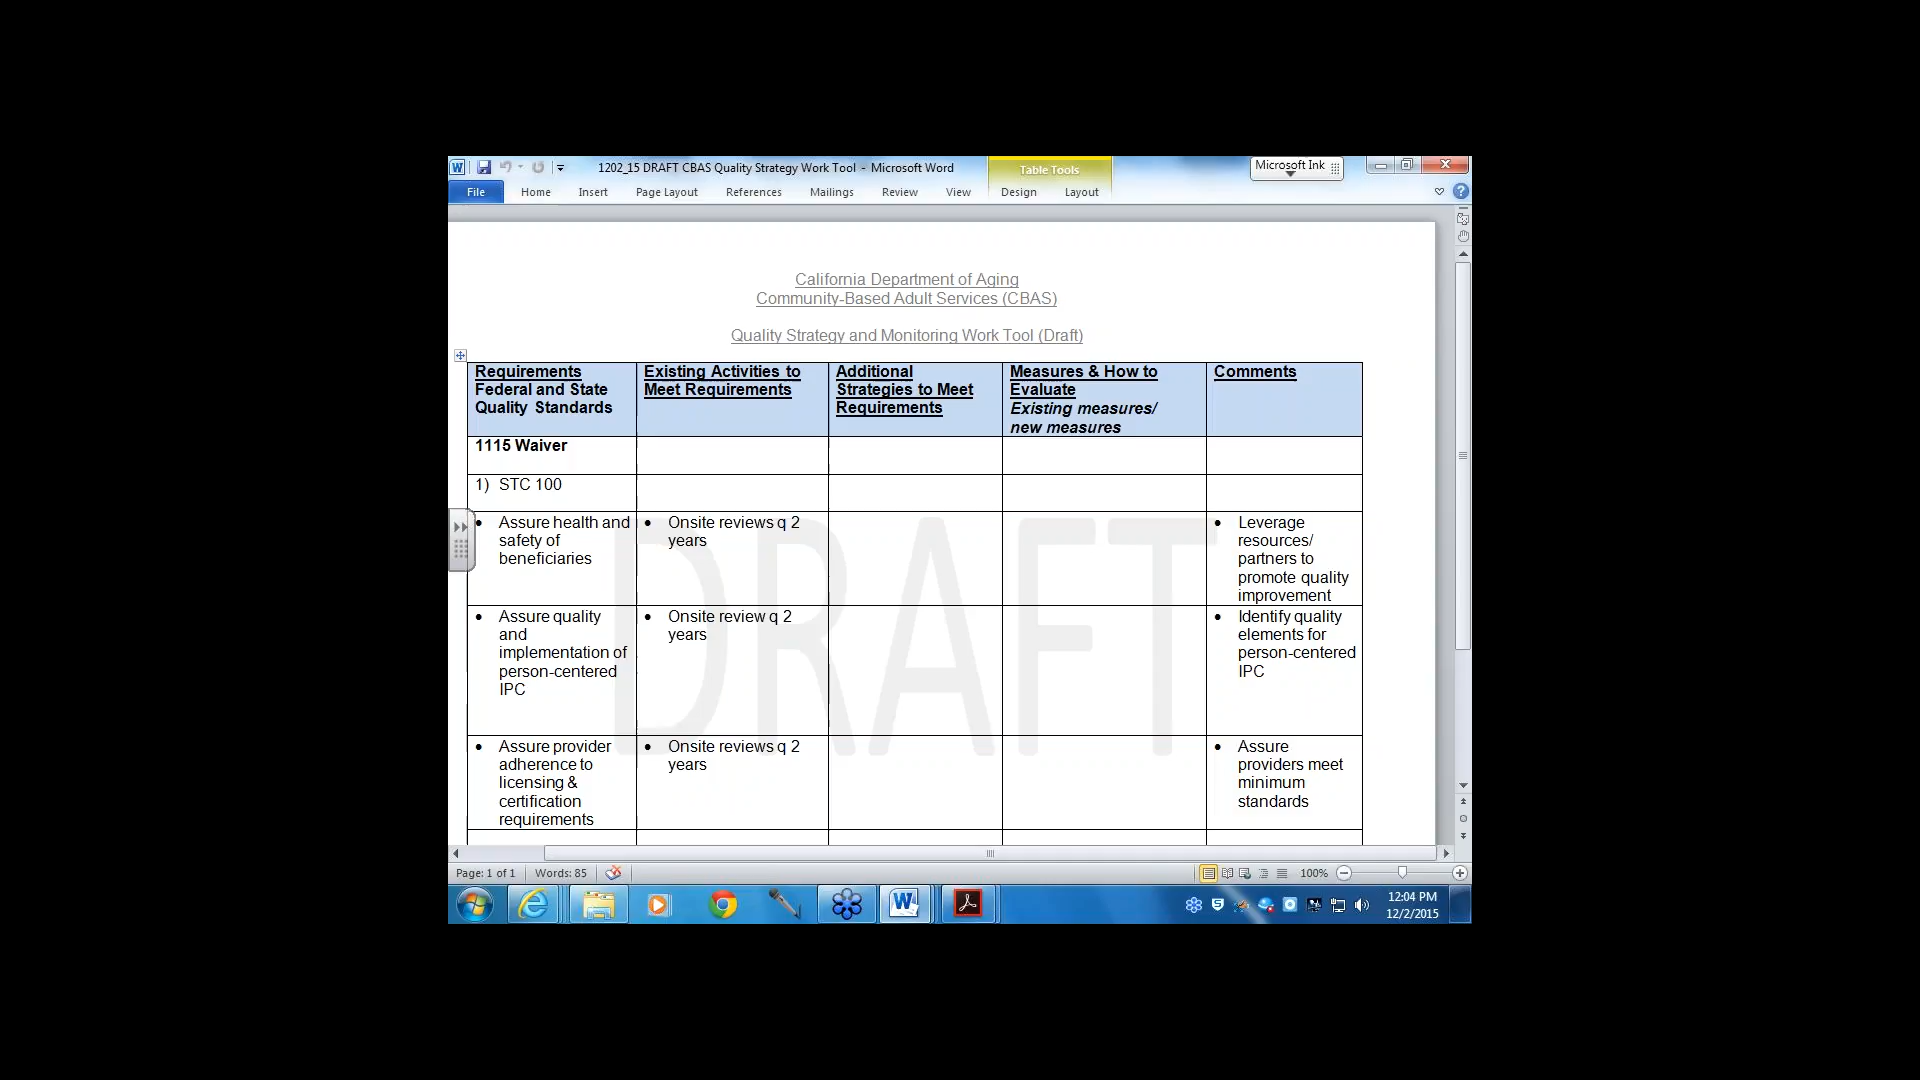 1202_15 DRAFT CBAS Quality Strategy Work Tool - Microsoft Word
Table Tools
Microsoft Ink
File Home Insert Page Layout References Mailings Review View Design Layout
California Department of Aging
Community-Based Adult Services (CBAS)
Quality Strategy and Monitoring Work Tool (Draft)
Requirements
Federal and State
Quality Standards
Existing Activities to
Meet Requirements
Additional
Strategies to Meet
Requirements
Measures & How to
Evaluate
Existing measures/
new measures
Comments
1115 Waiver
1) STC 100
• Assure health and
safety of
beneficiaries
• Onsite reviews q 2
years
• Leverage
resources/
partners to
promote quality
improvement
• Assure quality
and
implementation of
person-centered
IPC
• Onsite review q 2
years
• Identify quality
elements for
person-centered
IPC
• Assure provider
adherence to
licensing &
certification
requirements
• Onsite reviews q 2
years
• Assure
providers meet
minimum
standards
DRAFT
Page: 1 of 1 Words: 85 100%
12:04 PM
12/2/2015